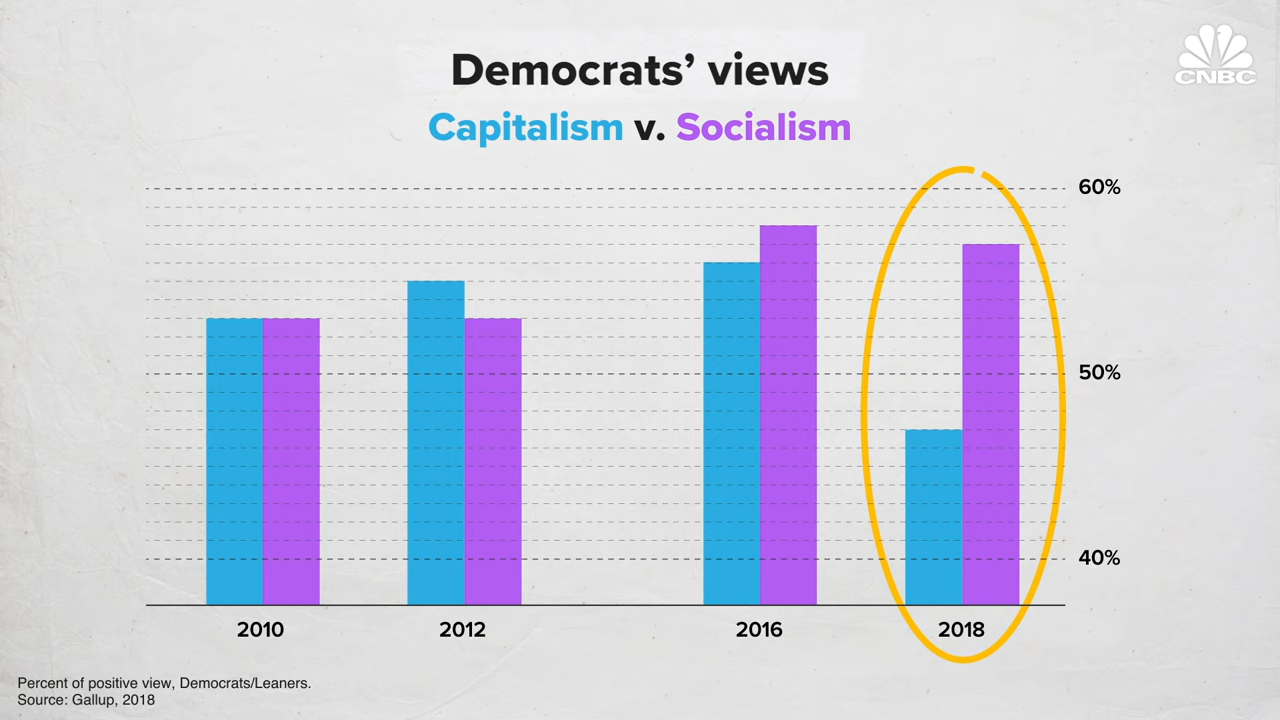 CNBC
Democrats’ views
Capitalism v. Socialism
60%
50%
40%
2010 2012 2016 2018
Percent of positive view, Democrats/Leaners.
Source: Gallup, 2018